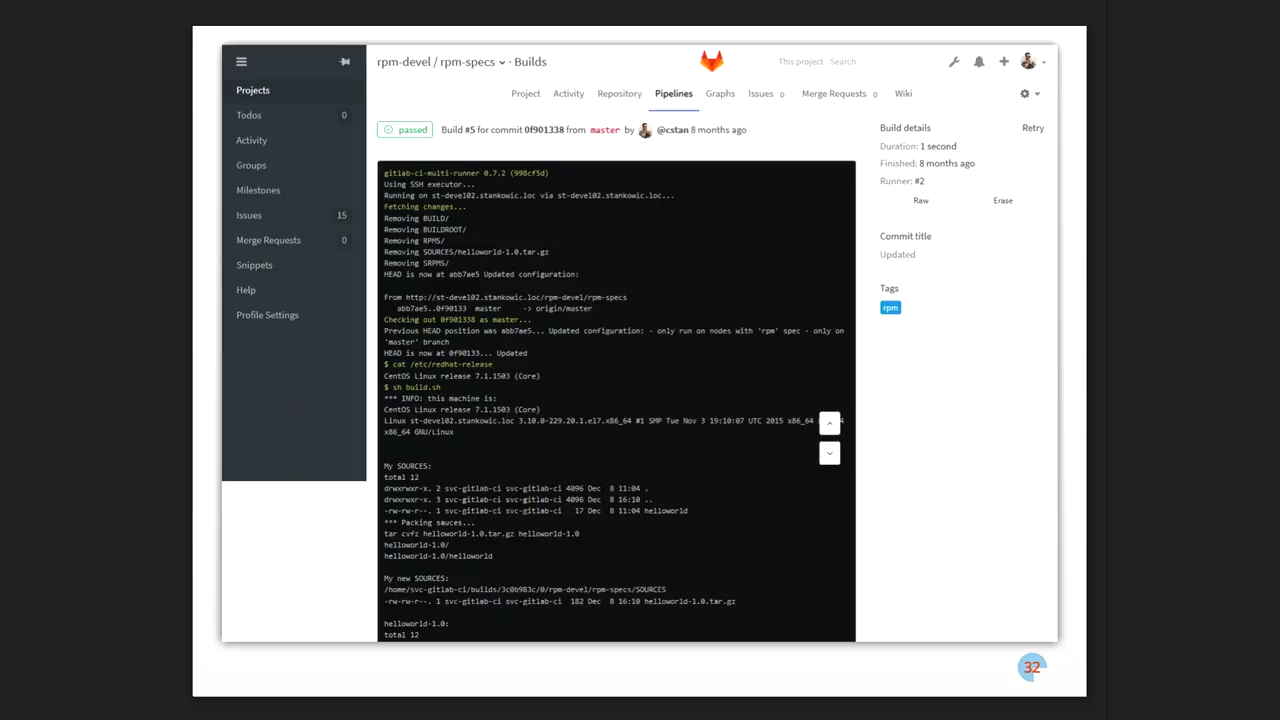 rpm-devel / rpm-specs · Builds
This project Search
Projects
Todos 0
Activity
Groups
Milestones
Issues 15
Merge Requests 0
Snippets
Help
Profile Settings
Project Activity Repository Pipelines Graphs Issues 0 Merge Requests 0 Wiki
passed Build #5 for commit 0f901338 from master by @cstan 8 months ago
gitlab-ci-multi-runner 0.7.2 (998cf5d)
Using SSH executor...
Running on st-devel02.stankowic.loc via st-devel02.stankowic.loc...
Fetching changes...
Removing BUILD/
Removing BUILDROOT/
Removing RPMS/
Removing SOURCES/helloworld-1.0.tar.gz
Removing SRPMS/
HEAD is now at abb7ae5 Updated configuration:
From http://st-devel02.stankowic.loc/rpm-devel/rpm-specs
abb7ae5..0f90133 master -> origin/master
Checking out 0f901338 as master...
Previous HEAD position was abb7ae5... Updated configuration: - only run on nodes with 'rpm' spec - only on
'master' branch
HEAD is now at 0f90133... Updated
$ cat /etc/redhat-release
CentOS Linux release 7.1.1503 (Core)
$ sh build.sh
*** INFO: this machine is:
CentOS Linux release 7.1.1503 (Core)
Linux st-devel02.stankowic.loc 3.10.0-229.20.1.el7.x86_64 #1 SMP Tue Nov 3 19:10:07 UTC 2015 x86_64
x86_64 GNU/Linux
My SOURCES:
total 12
drwxrwxr-x. 2 svc-gitlab-ci svc-gitlab-ci 4096 Dec 8 11:04 .
drwxrwxr-x. 3 svc-gitlab-ci svc-gitlab-ci 4096 Dec 8 16:10 ..
-rw-rw-r--. 1 svc-gitlab-ci svc-gitlab-ci 17 Dec 8 11:04 helloworld
*** Packing sauces...
tar cvfz helloworld-1.0.tar.gz helloworld-1.0
helloworld-1.0/
helloworld-1.0/helloworld
My new SOURCES:
/home/svc-gitlab-ci/builds/3c0b983c/0/rpm-devel/rpm-specs/SOURCES
-rw-rw-r--. 1 svc-gitlab-ci svc-gitlab-ci 182 Dec 8 16:10 helloworld-1.0.tar.gz
helloworld-1.0:
total 12
Build details Retry
Duration: 1 second
Finished: 8 months ago
Runner: #2
Raw Erase
Commit title
Updated
Tags
rpm
32